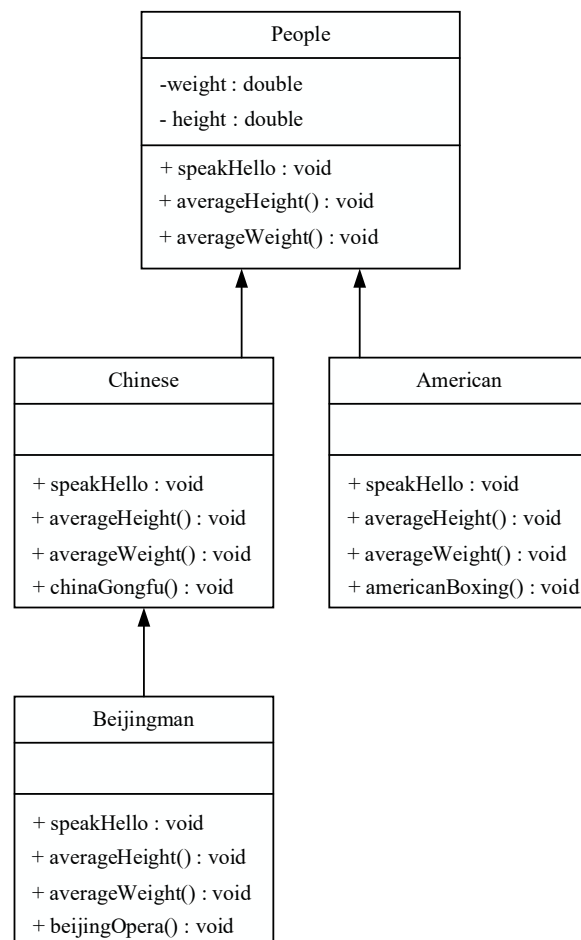 People
-weight : double
- height : double
+ speakHello : void
+ averageHeight() : void
+ averageWeight() : void
Chinese
+ speakHello : void
+ averageHeight() : void
+ averageWeight() : void
+ chinaGongfu() : void
American
+ speakHello : void
+ averageHeight() : void
+ averageWeight() : void
+ americanBoxing() : void
Beijingman
+ speakHello : void
+ averageHeight() : void
+ averageWeight() : void
+ beijingOpera() : void